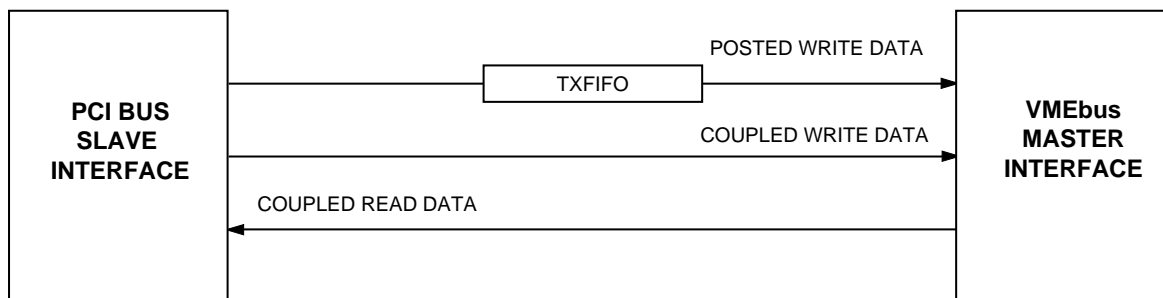 PCI BUS
SLAVE
INTERFACE
POSTED WRITE DATA
TXFIFO
COUPLED WRITE DATA
COUPLED READ DATA
VMEbus
MASTER
INTERFACE